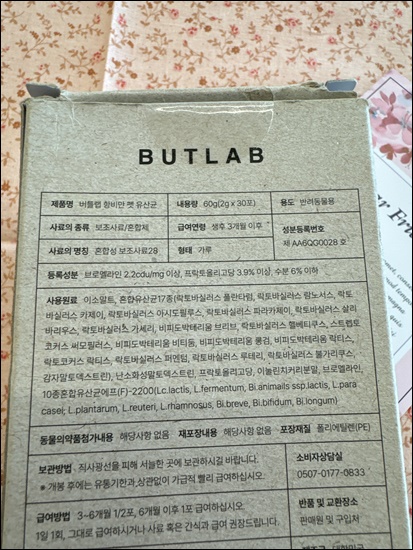 BUTLAB
제품명 버틀랩 항비만 펫 유산균 내용량 60g(2g x 30포) 용도 반려동물용
사료의 종류 보조사료/혼합제 급여연령 생후 3개월 이후 성분등록번호
제 AA6QG0028 호
사료의 명칭 혼합성 보조사료28 형태 가루
등록성분 브로멜라인 2.2cdu/mg 이상, 프락토올리고당 3.9% 이상, 수분 6% 이하
사용원료 이소말트, 혼합유산균17종(락토바실러스 플란타럼, 락토바실러스 람노서스, 락토
바실러스 카제이, 락토바실러스 아시도필루스, 락토바실러스 파라카제이, 락토바실러스 살리
바리우스, 락토바실러스 가세리, 비피도박테리움 브리브, 락토바실러스 헬베티쿠스, 스트렙토
코커스 써모필러스, 비피도박테리움 비티둠, 비피도박테리움 롱검, 비피도박테리움 락티스,
락토코커스 락티스, 락토바실러스 퍼멘텀, 락토바실러스 루테리, 락토바실러스 불가리쿠스,
감자말토덱스트린), 난소화성말토덱스트린, 프락토올리고당, 이눌린치커리분말, 브로멜라인,
10종혼합유산균에프(F)-2200(Lc.lactis, L.fermentum, Bi.animails ssp.lactis, L.para
casei, L.plantarum, L.reuteri, L.rhamnosus, Bi.breve, Bi.bifidum, Bi.longum)
동물의약품첨가내용 해당사항 없음 재포장내용 해당사항 없음 포장재질 폴리에틸렌(PE)
보관방법 직사광선을 피해 서늘한 곳에 보관하시길 바랍니다.
* 개봉 후에는 유통기한과 상관없이 가급적 빨리 급여하십시오.
소비자상담실
0507-0177-0833
급여방법 3~6개월 1/2포, 6개월 이후 1포 급여하십시오.
1일 1회, 그대로 급여하시거나 사료 혹은 간식과 급여 권장드립니다.
반품 및 교환장소
판매원 및 구입처
제조국 대한민국